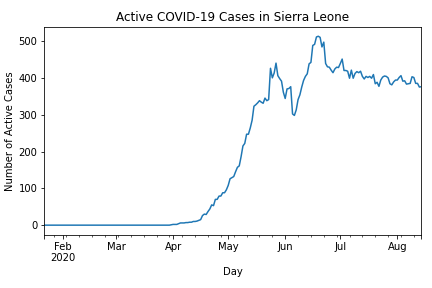 Active COVID-19 Cases in Sierra Leone
Number of Active Cases
500
400
300
200
100
0
Feb Mar Apr May Jun Jul Aug
2020
Day